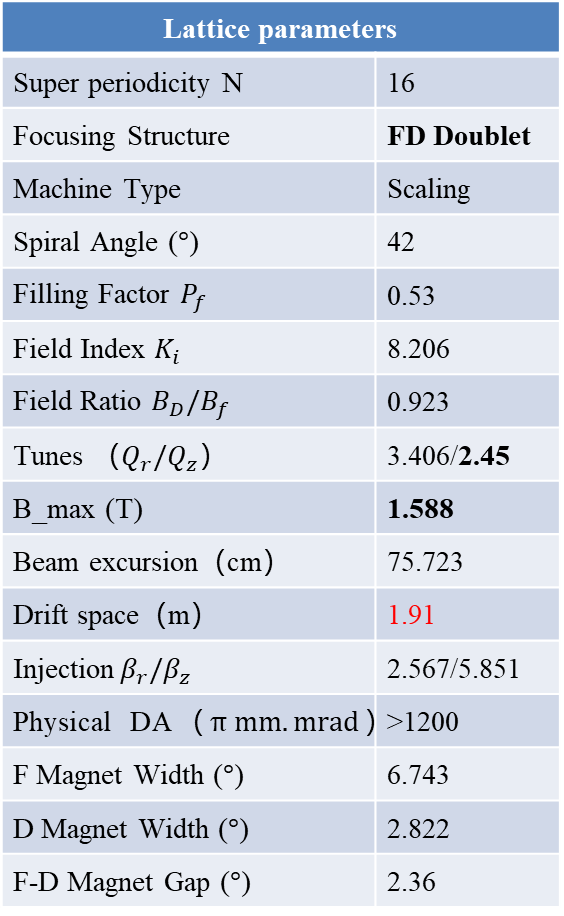 Lattice parameters
Super periodicity N 16
Focusing Structure FD Doublet
Machine Type Scaling
Spiral Angle (°) 42
Filling Factor P_f 0.53
Field Index K_i 8.206
Field Ratio B_D/B_f 0.923
Tunes （Q_r/Q_z） 3.406/2.45
B_max (T) 1.588
Beam excursion（cm） 75.723
Drift space（m） 1.91
Injection β_r/β_z 2.567/5.851
Physical DA（π mm.mrad） >1200
F Magnet Width (°) 6.743
D Magnet Width (°) 2.822
F-D Magnet Gap (°) 2.36